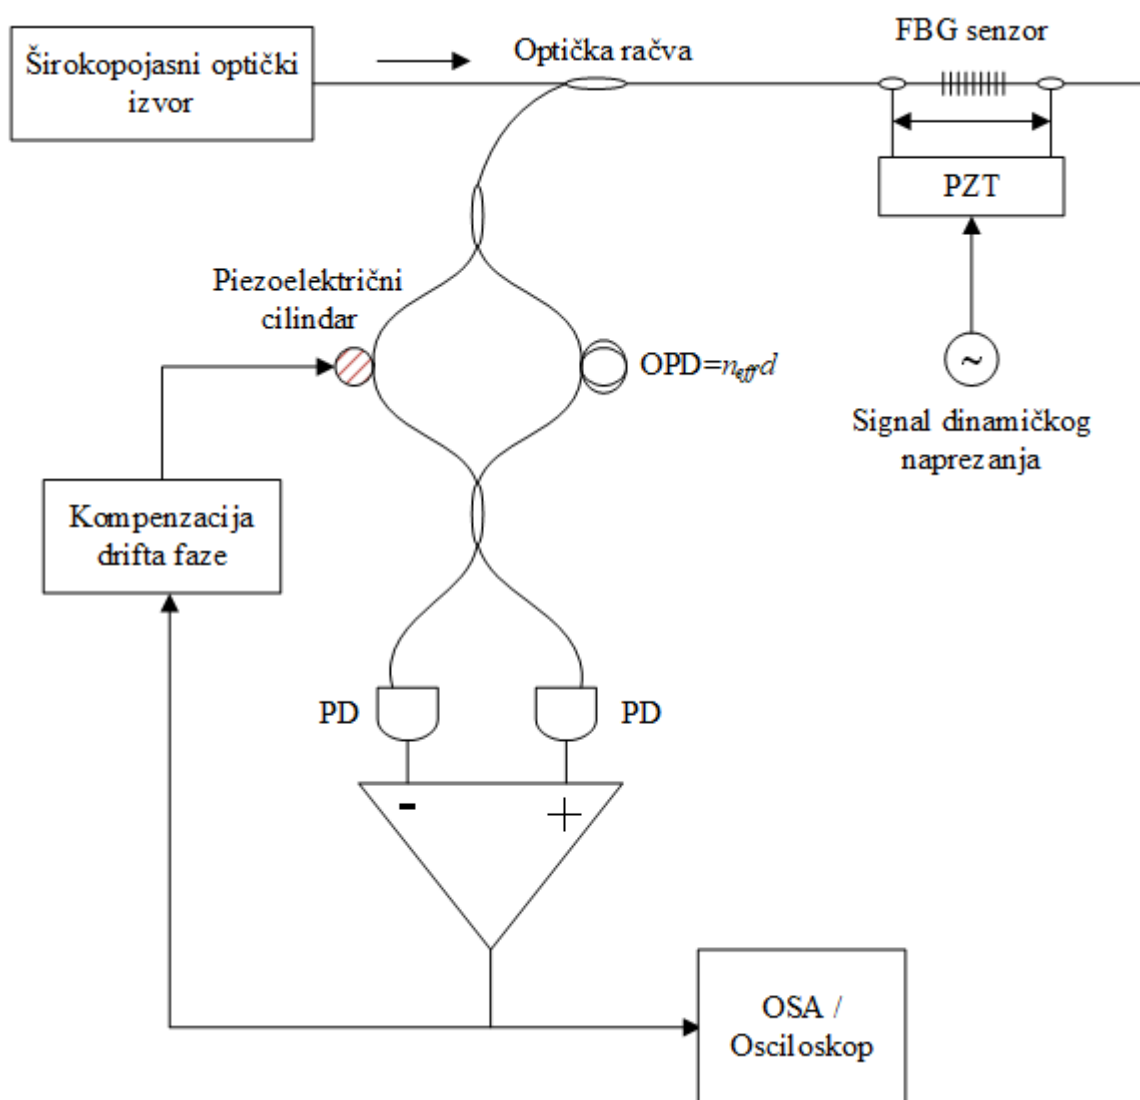 Širokopojasni optički
izvor
Optička račva
FBG senzor
PZT
Piezoelektrični
cilindar
OPD=neffd
~
Signal dinamičkog
naprezanja
Kompenzacija
drifta faze
PD
PD
-
+
OSA /
Osciloskop